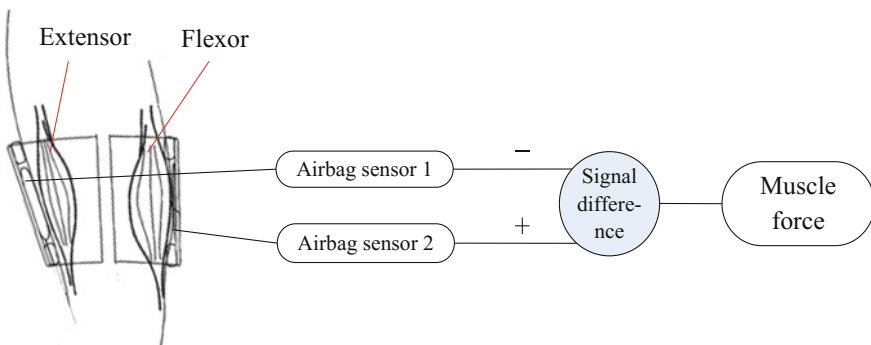 Extensor
Flexor
Airbag sensor 1
Airbag sensor 2
−
+
Signal
differe-
nce
Muscle
force